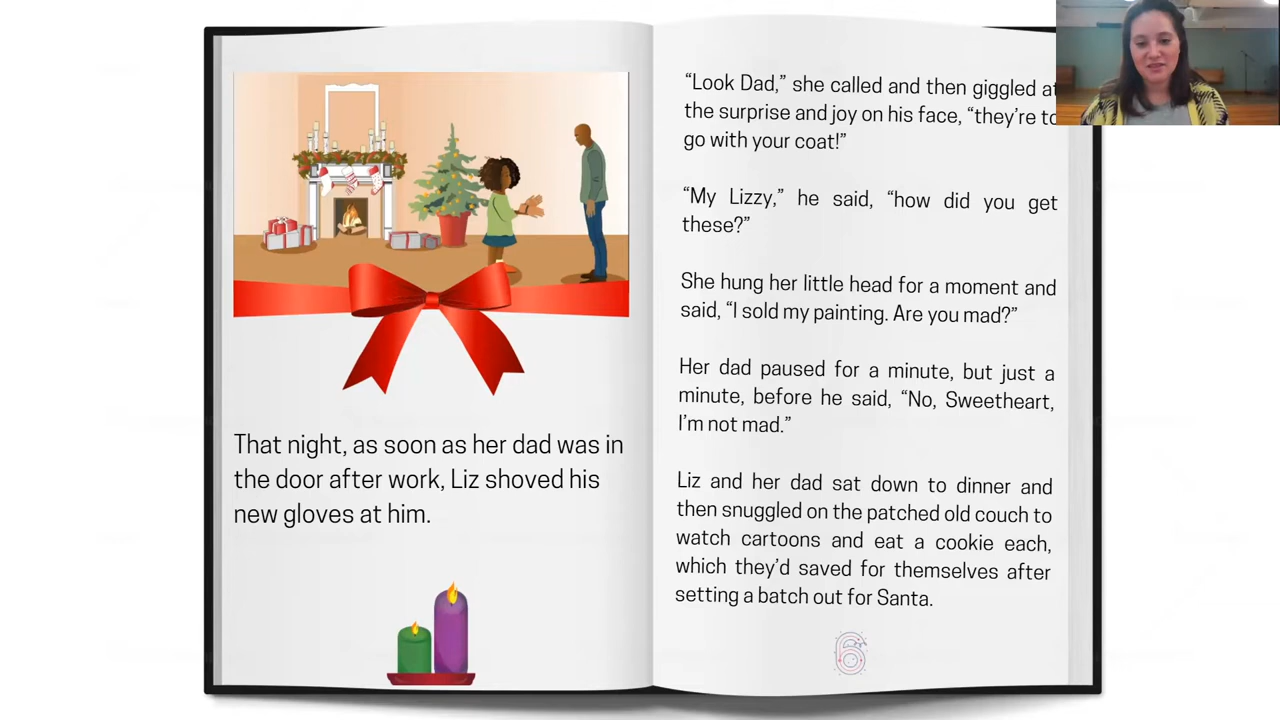 That night, as soon as her dad was in
the door after work, Liz shoved his
new gloves at him.
“Look Dad,” she called and then giggled at
the surprise and joy on his face, “they’re to
go with your coat!”
“My Lizzy,” he said, “how did you get
these?”
She hung her little head for a moment and
said, “I sold my painting. Are you mad?”
Her dad paused for a minute, but just a
minute, before he said, “No, Sweetheart,
I’m not mad.”
Liz and her dad sat down to dinner and
then snuggled on the patched old couch to
watch cartoons and eat a cookie each,
which they’d saved for themselves after
setting a batch out for Santa.
6